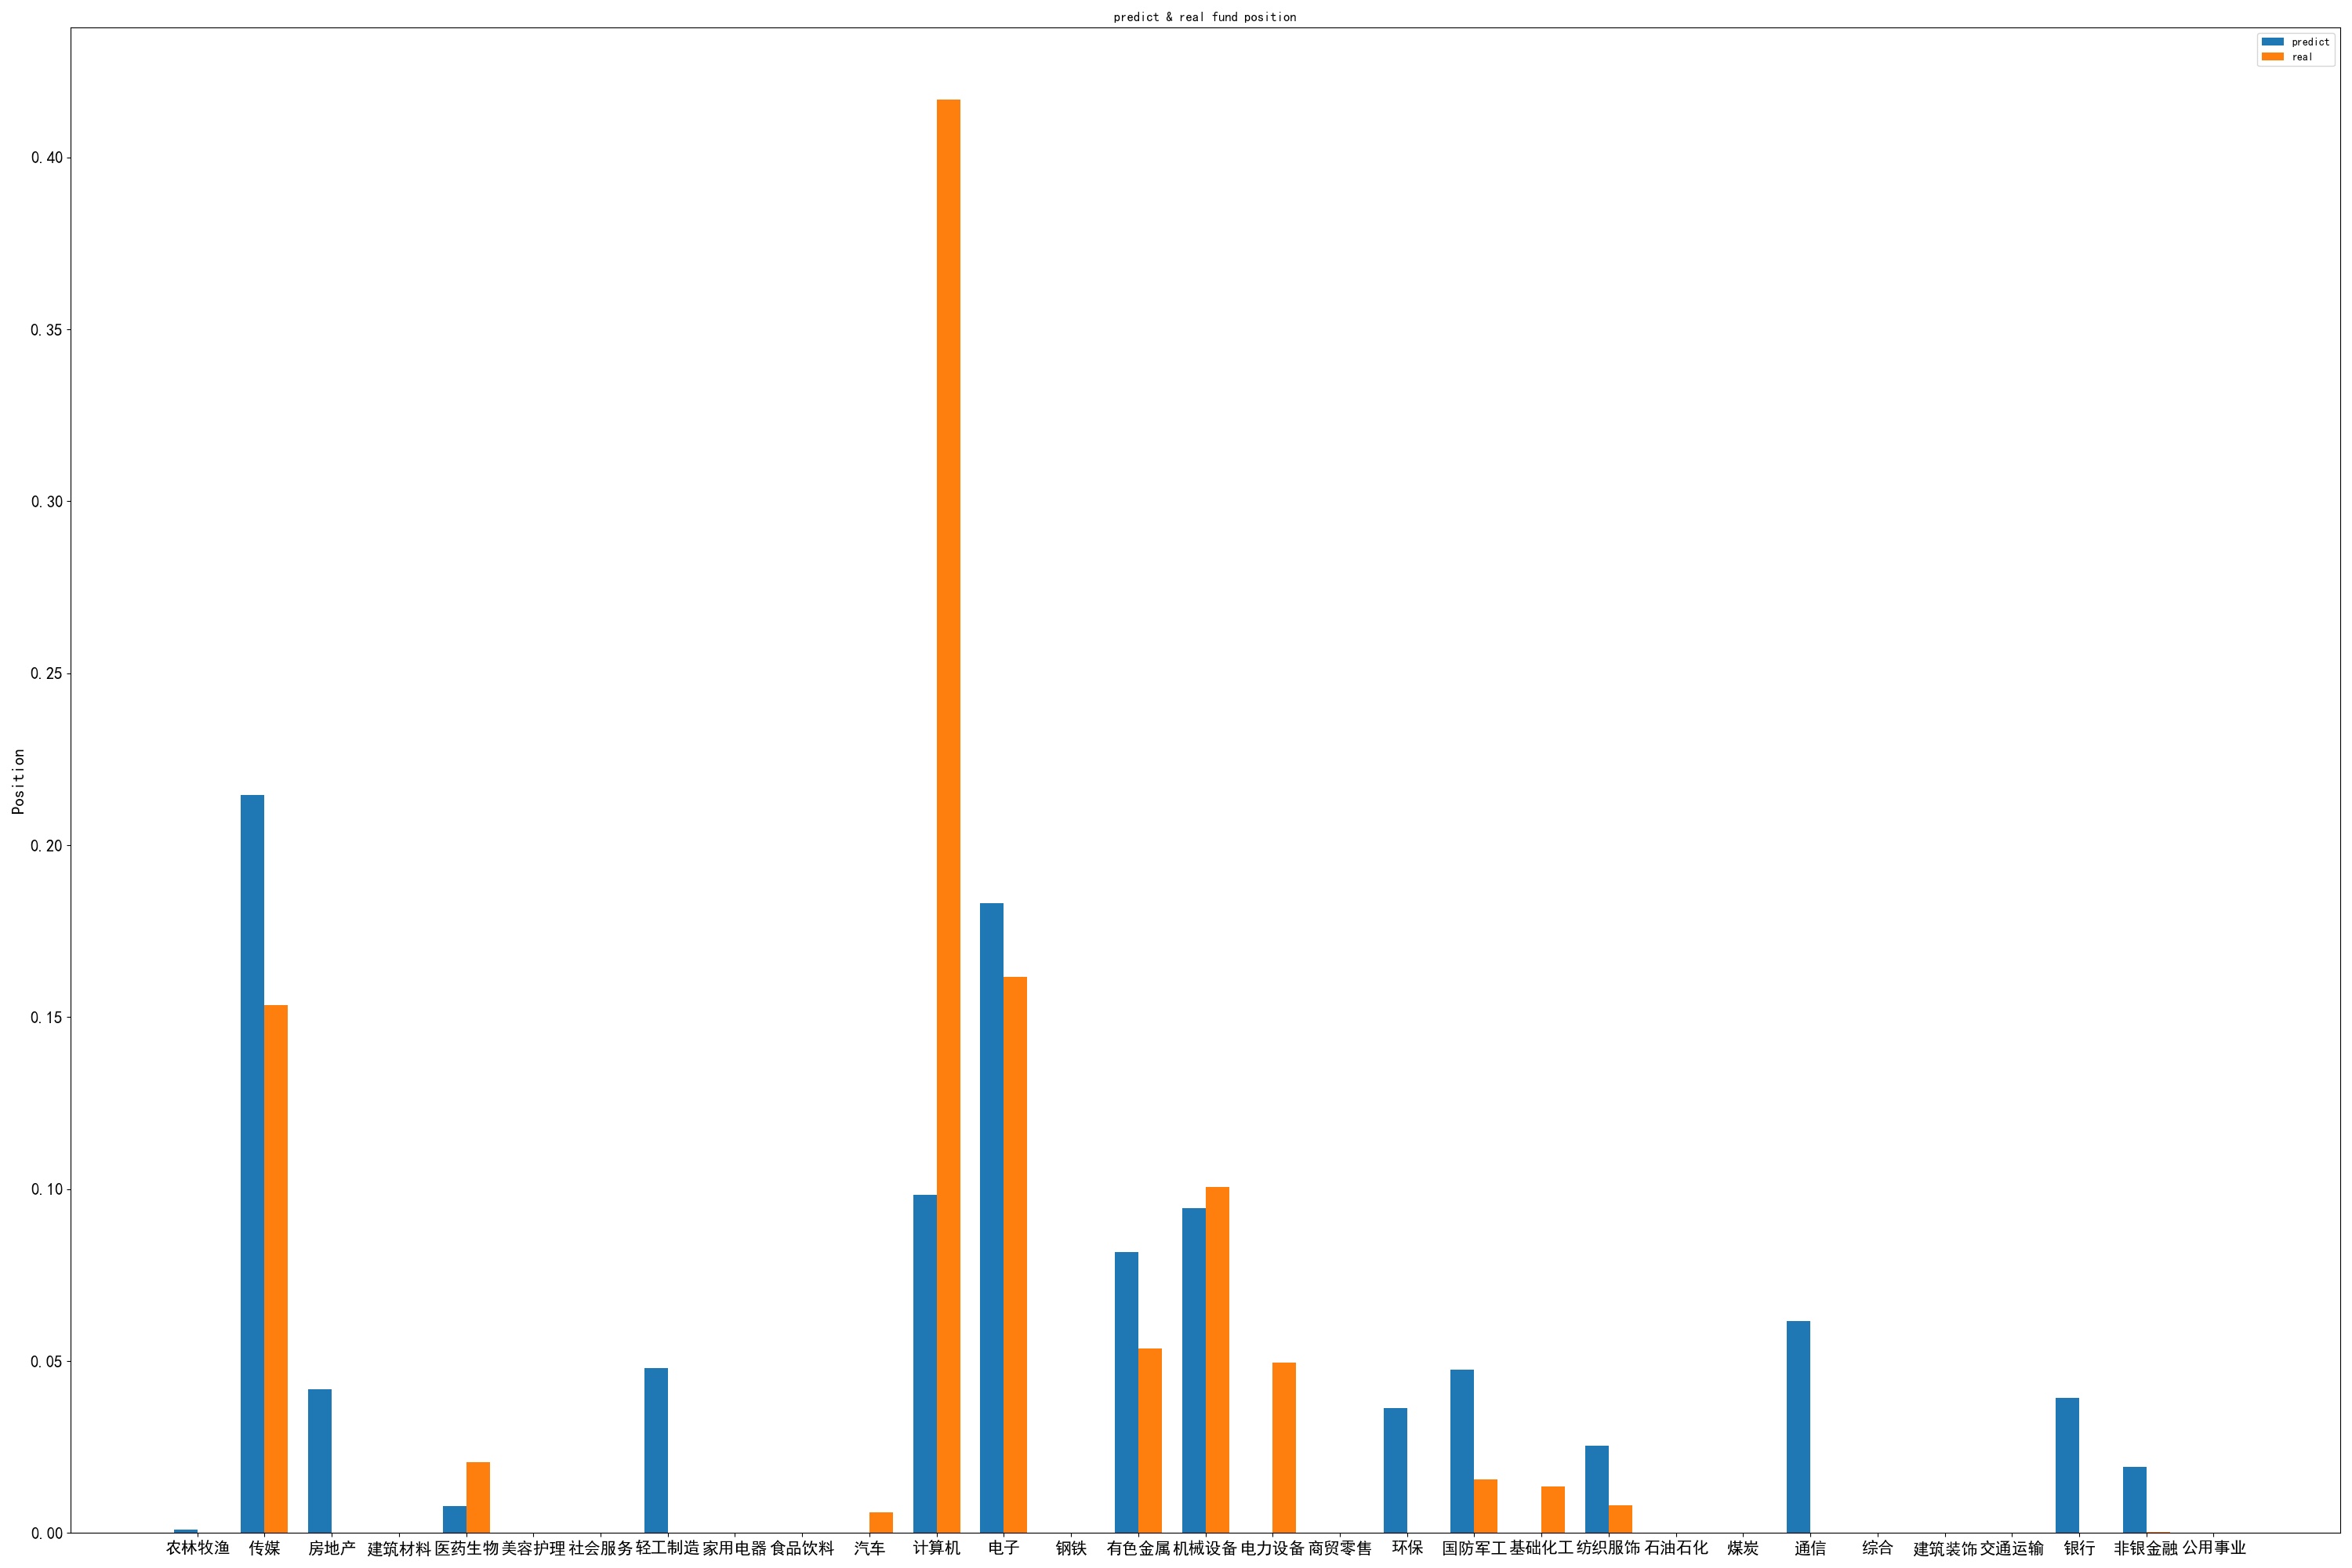 predict & real fund position
predict
real
Position
0.40
0.35
0.30
0.25
0.20
0.15
0.10
0.05
0.00
农林牧渔 传媒 房地产 建筑材料 医药生物 美容护理 社会服务 轻工制造 家用电器 食品饮料 汽车 计算机 电子 钢铁 有色金属 机械设备 电力设备 商贸零售 环保 国防军工 基础化工 纺织服饰 石油石化 煤炭 通信 综合 建筑装饰 交通运输 银行 非银金融 公用事业